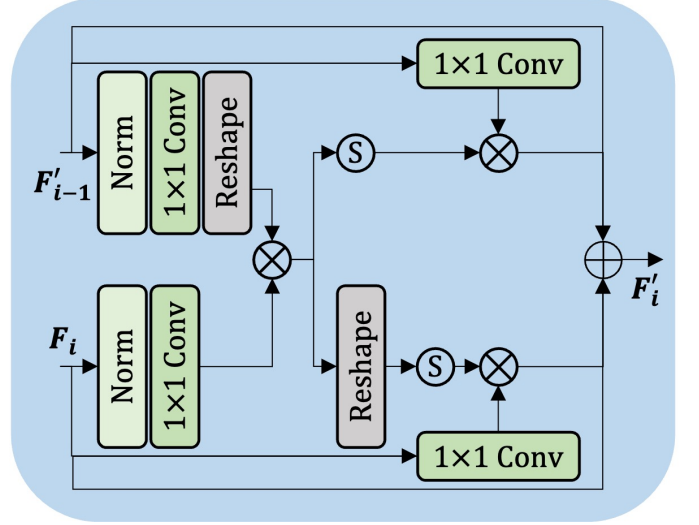 1×1 Conv
Norm
1×1 Conv
Reshape
S
F'i−1
Norm
1×1 Conv
Fi
Reshape
S
F'i
1×1 Conv